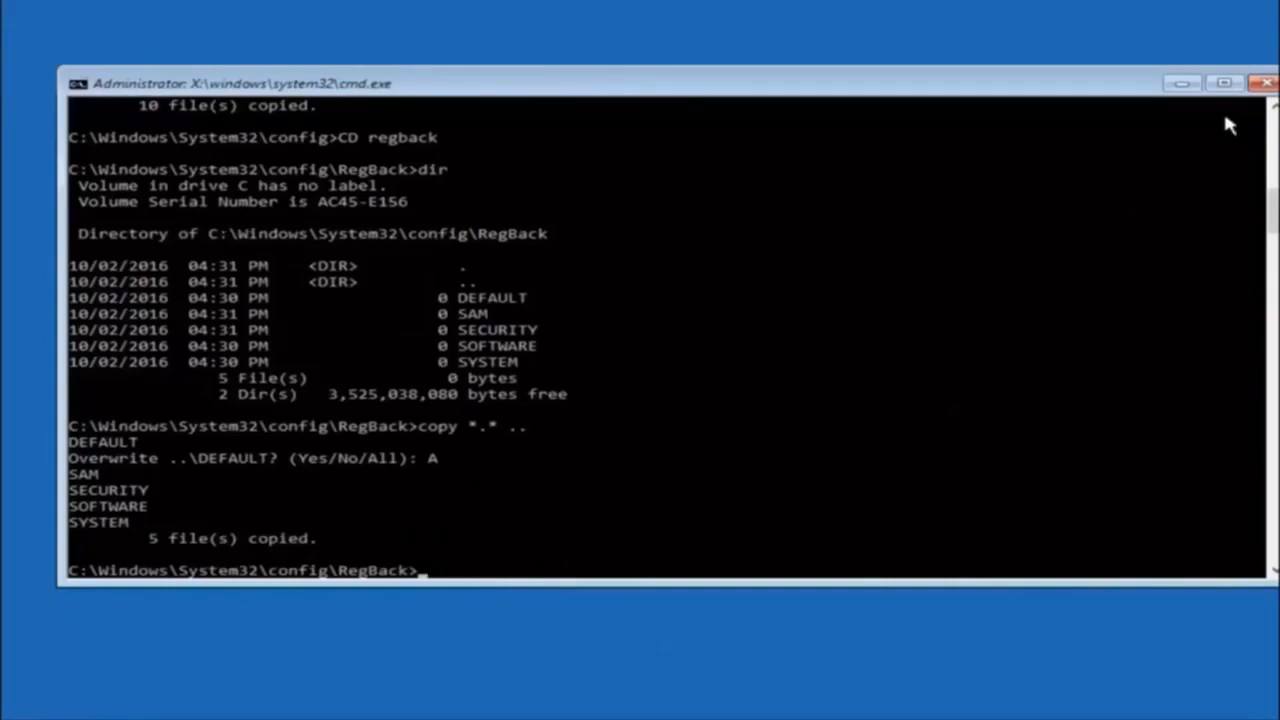 Administrator: X:\windows\system32\cmd.exe
10 file(s) copied.
C:\Windows\System32\config>CD regback
C:\Windows\System32\config\RegBack>dir
Volume in drive C has no label.
Volume Serial Number is AC45-E156
Directory of C:\Windows\System32\config\RegBack
10/02/2016 04:31 PM <DIR> .
10/02/2016 04:31 PM <DIR> ..
10/02/2016 04:30 PM 0 DEFAULT
10/02/2016 04:31 PM 0 SAM
10/02/2016 04:31 PM 0 SECURITY
10/02/2016 04:30 PM 0 SOFTWARE
10/02/2016 04:30 PM 0 SYSTEM
5 File(s) 0 bytes
2 Dir(s) 3,525,038,080 bytes free
C:\Windows\System32\config\RegBack>copy *.* ..
DEFAULT
Overwrite ..\DEFAULT? (Yes/No/All): A
SAM
SECURITY
SOFTWARE
SYSTEM
5 file(s) copied.
C:\Windows\System32\config\RegBack>_